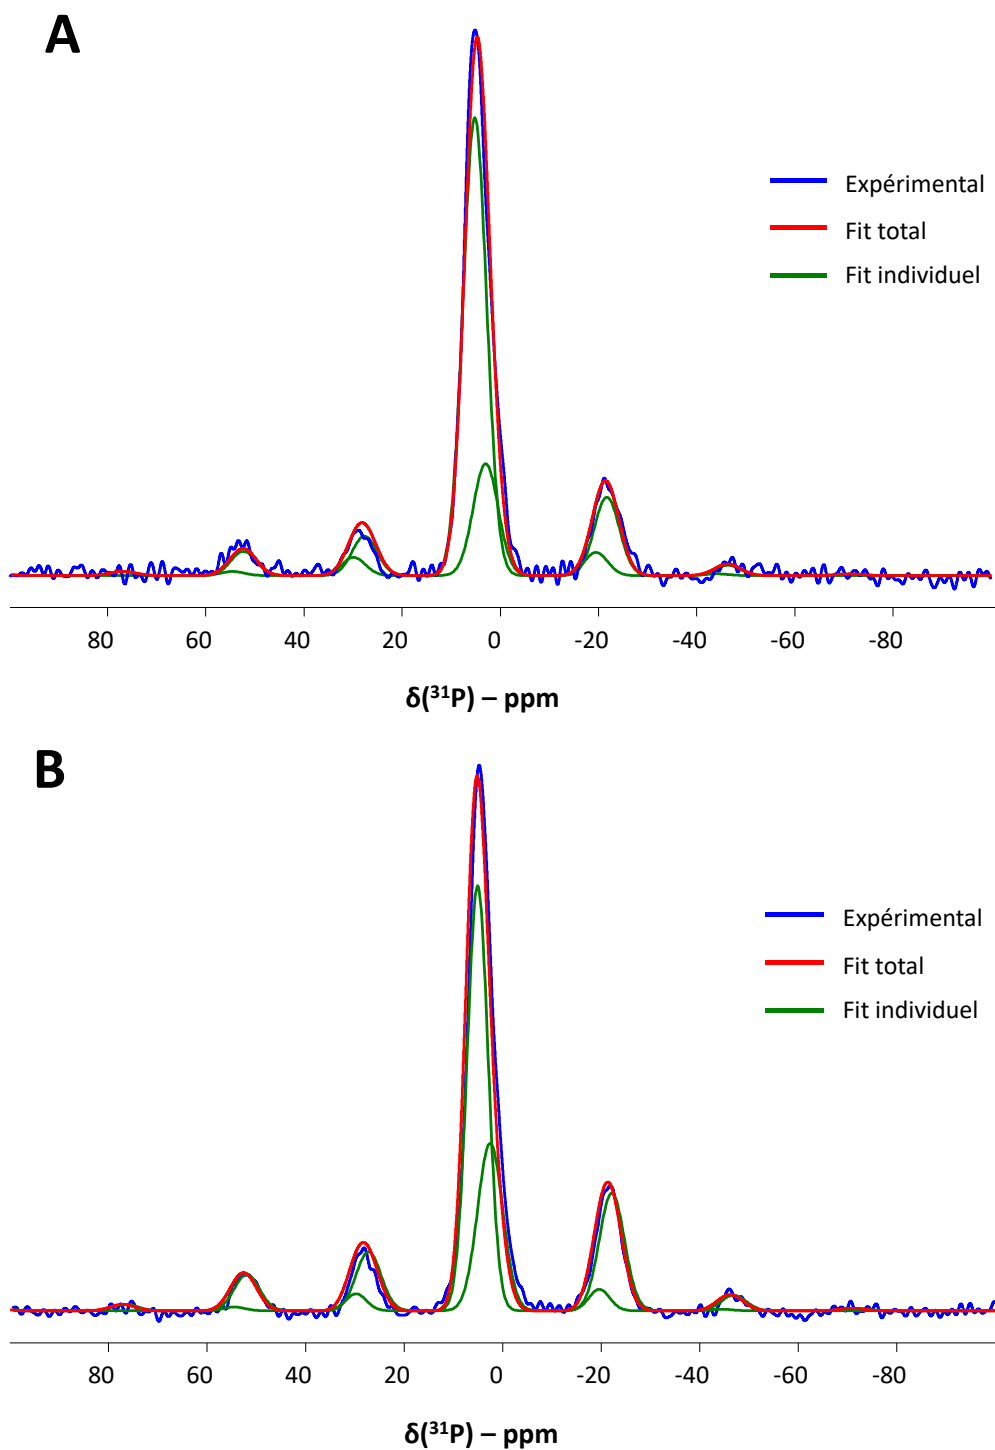 A
Expérimental
Fit total
Fit individuel
80 60 40 20 0 -20 -40 -60 -80
δ(³¹P) – ppm
B
Expérimental
Fit total
Fit individuel
80 60 40 20 0 -20 -40 -60 -80
δ(³¹P) – ppm